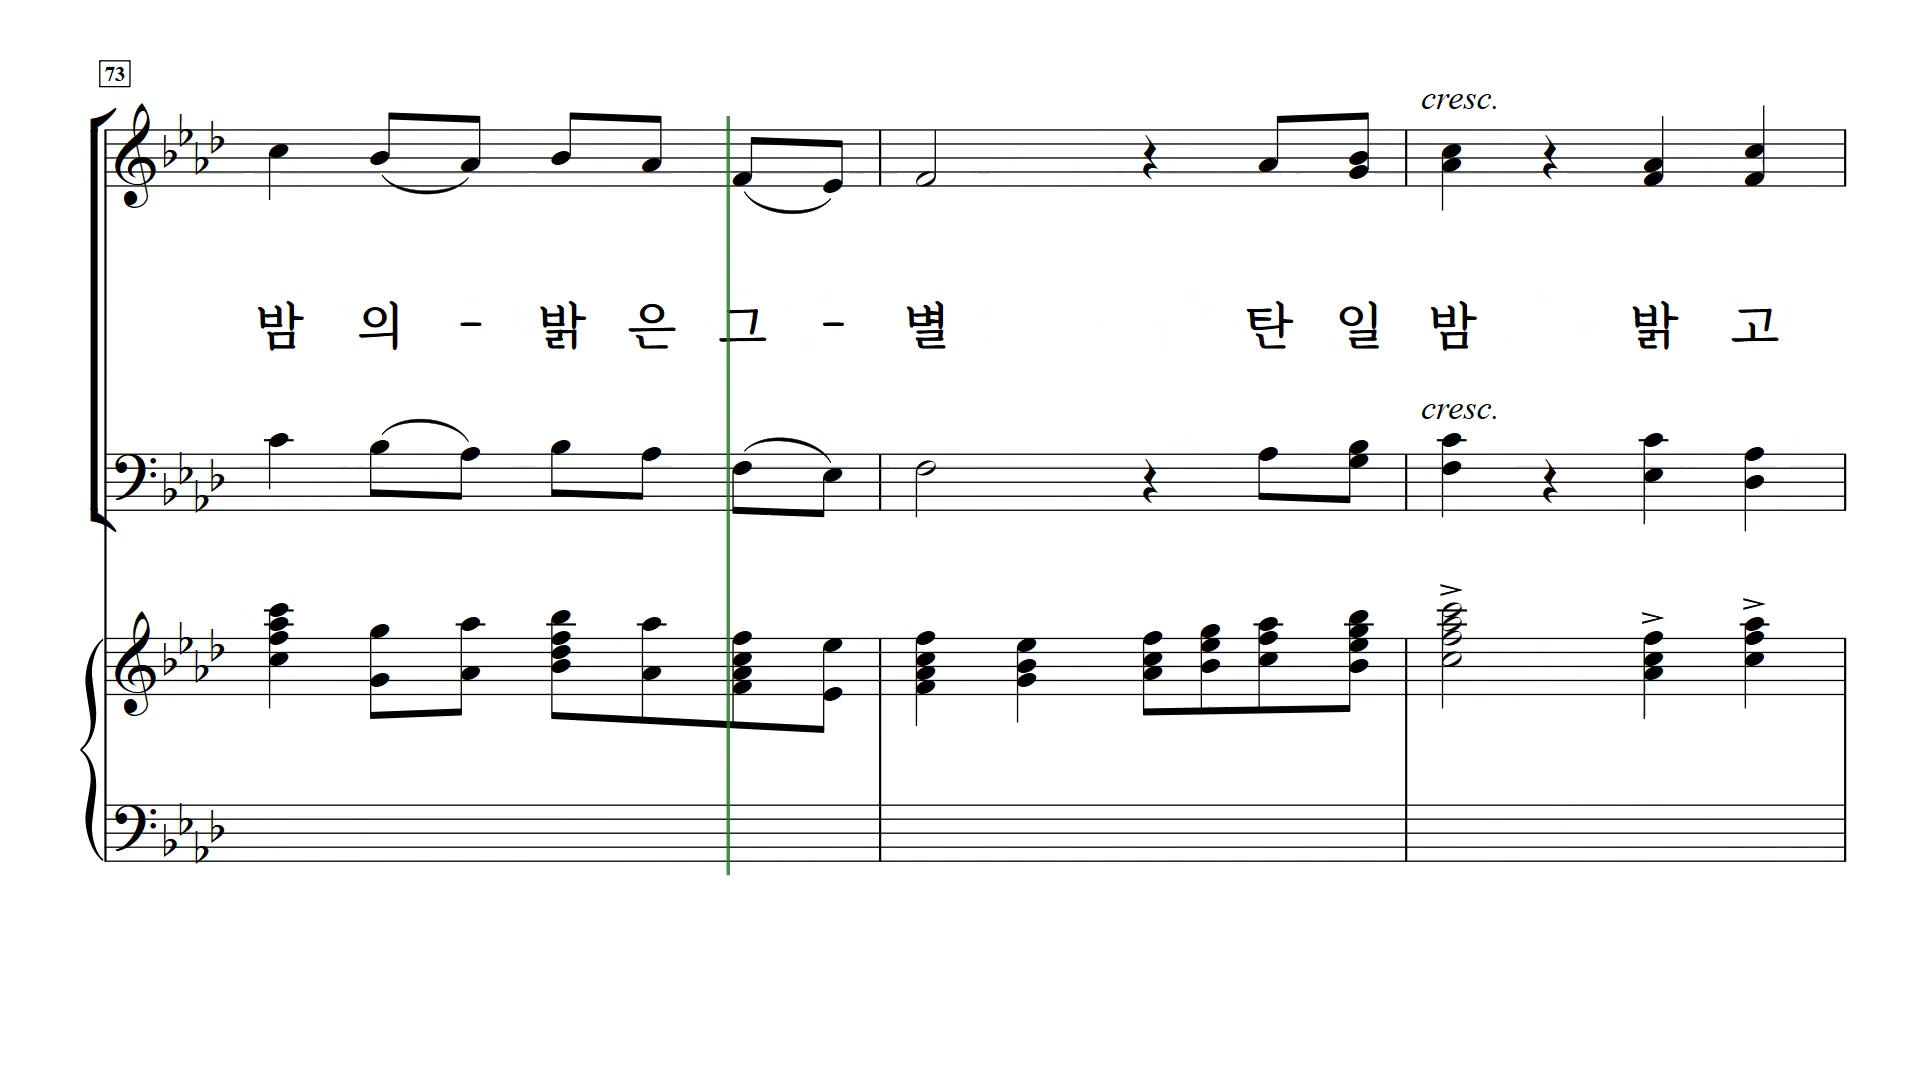 73
cresc.
밤 의 - 밝 은 그 - 별 탄 일 밤 밝 고
cresc.